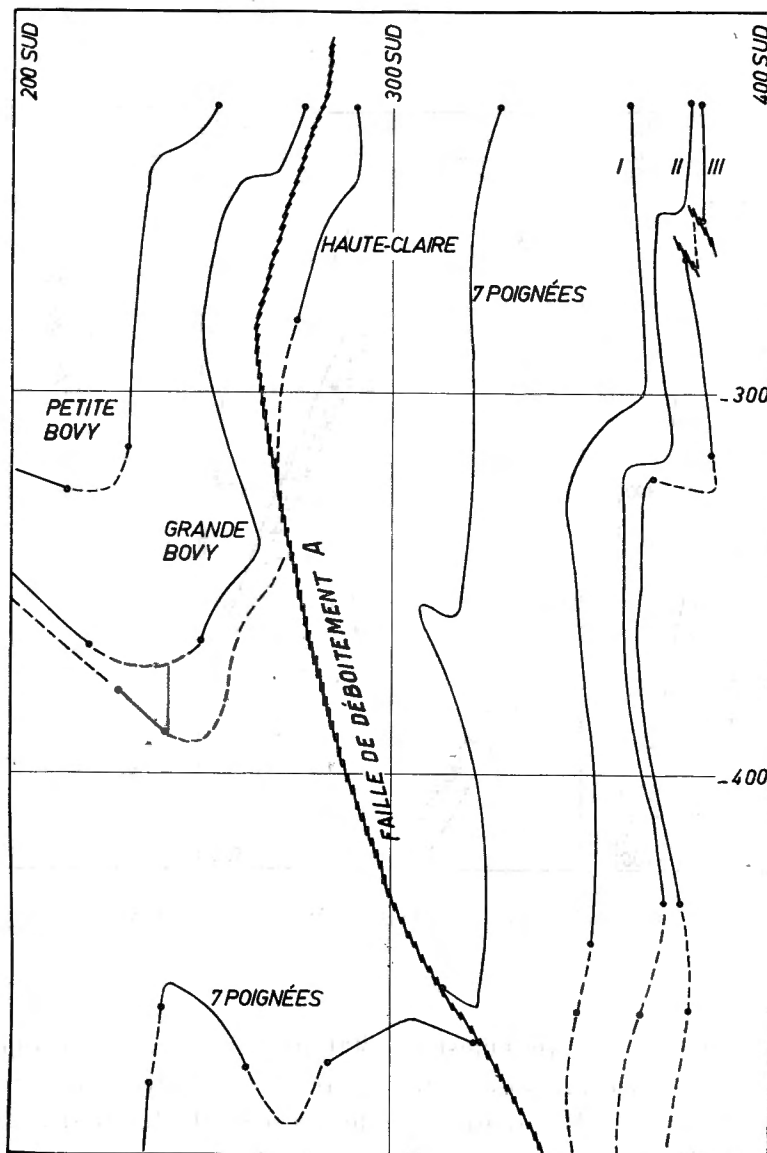 200 SUD
300 SUD
400 SUD
I
II
III
HAUTE-CLAIRE
7 POIGNÉES
-300
PETITE
BOVY
GRANDE
BOVY
FAILLE DE DÉBOITEMENT A
-400
7 POIGNÉES